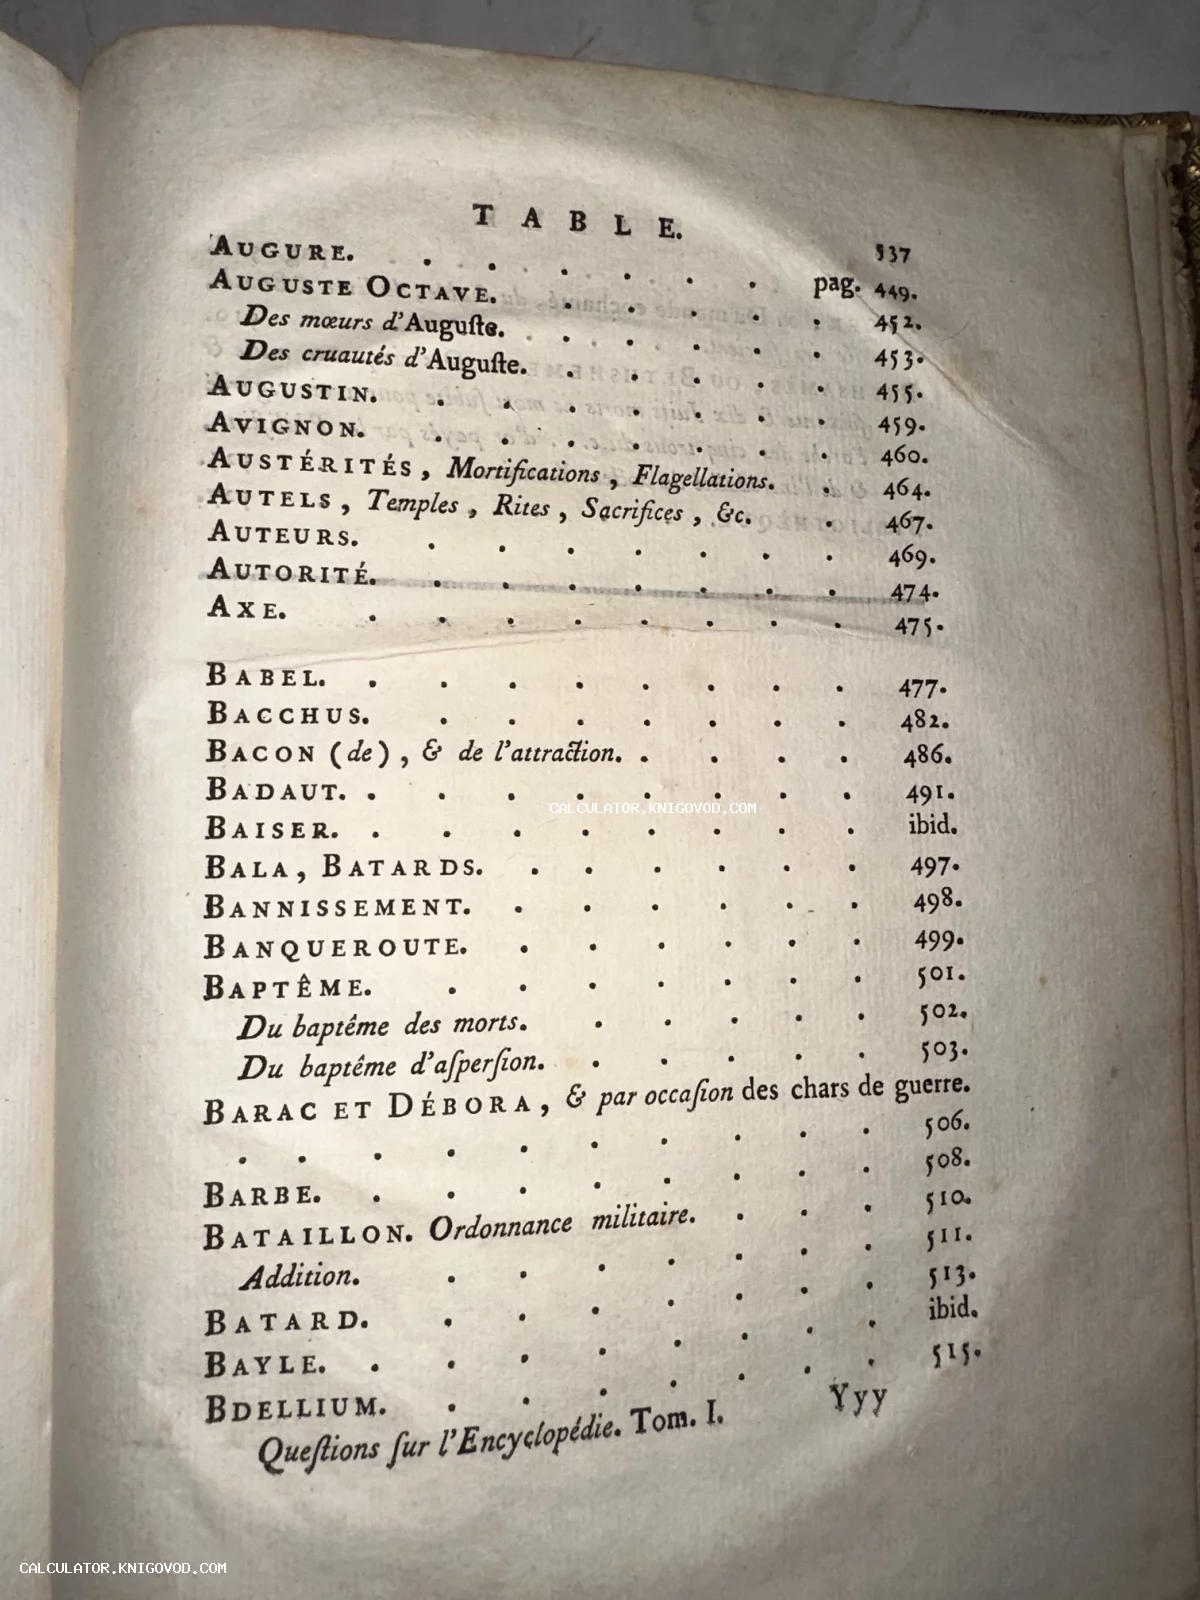 TABLE. 537
AUGURE. . . . . . . pag. 449.
AUGUSTE OCTAVE. . . . . . 452.
Des mœurs d'Auguſte. . . . . . 453.
Des cruautés d'Auguſte. . . . . . 455.
AUGUSTIN. . . . . . . 459.
AVIGNON. . . . . . . . 460.
AUSTÉRITÉS, Mortifications, Flagellations. . 464.
AUTELS, Temples, Rites, Sacrifices, &c. . 467.
AUTEURS. . . . . . . . 469.
AUTORITÉ. . . . . . . . 474.
AXE. . . . . . . . . 475.
BABEL. . . . . . . . . 477.
BACCHUS. . . . . . . . 482.
BACON (de), & de l'attraction. . . . . 486.
BADAUT. . . . . . . . . 491.
BAISER. . . . . . . . . ibid.
BALA, BATARDS. . . . . . . 497.
BANNISSEMENT. . . . . . . 498.
BANQUEROUTE. . . . . . . 499.
BAPTÊME. . . . . . . . 501.
Du baptême des morts. . . . . . 502.
Du baptême d'aſperſion. . . . . . 503.
BARAC ET DÉBORA, & par occaſion des chars de guerre.
. . . . . . . . . 506.
BARBE. . . . . . . . . 508.
BATAILLON. Ordonnance militaire. . . . 510.
Addition. . . . . . . . 511.
BATARD. . . . . . . . 513.
BAYLE. . . . . . . . . ibid.
BDELLIUM. . . . . . . . 515.
Queſtions ſur l'Encyclopédie. Tom. I. Yyy
CALCULATOR.KNIGOVOD.COM
CALCULATOR.KNIGOVOD.COM